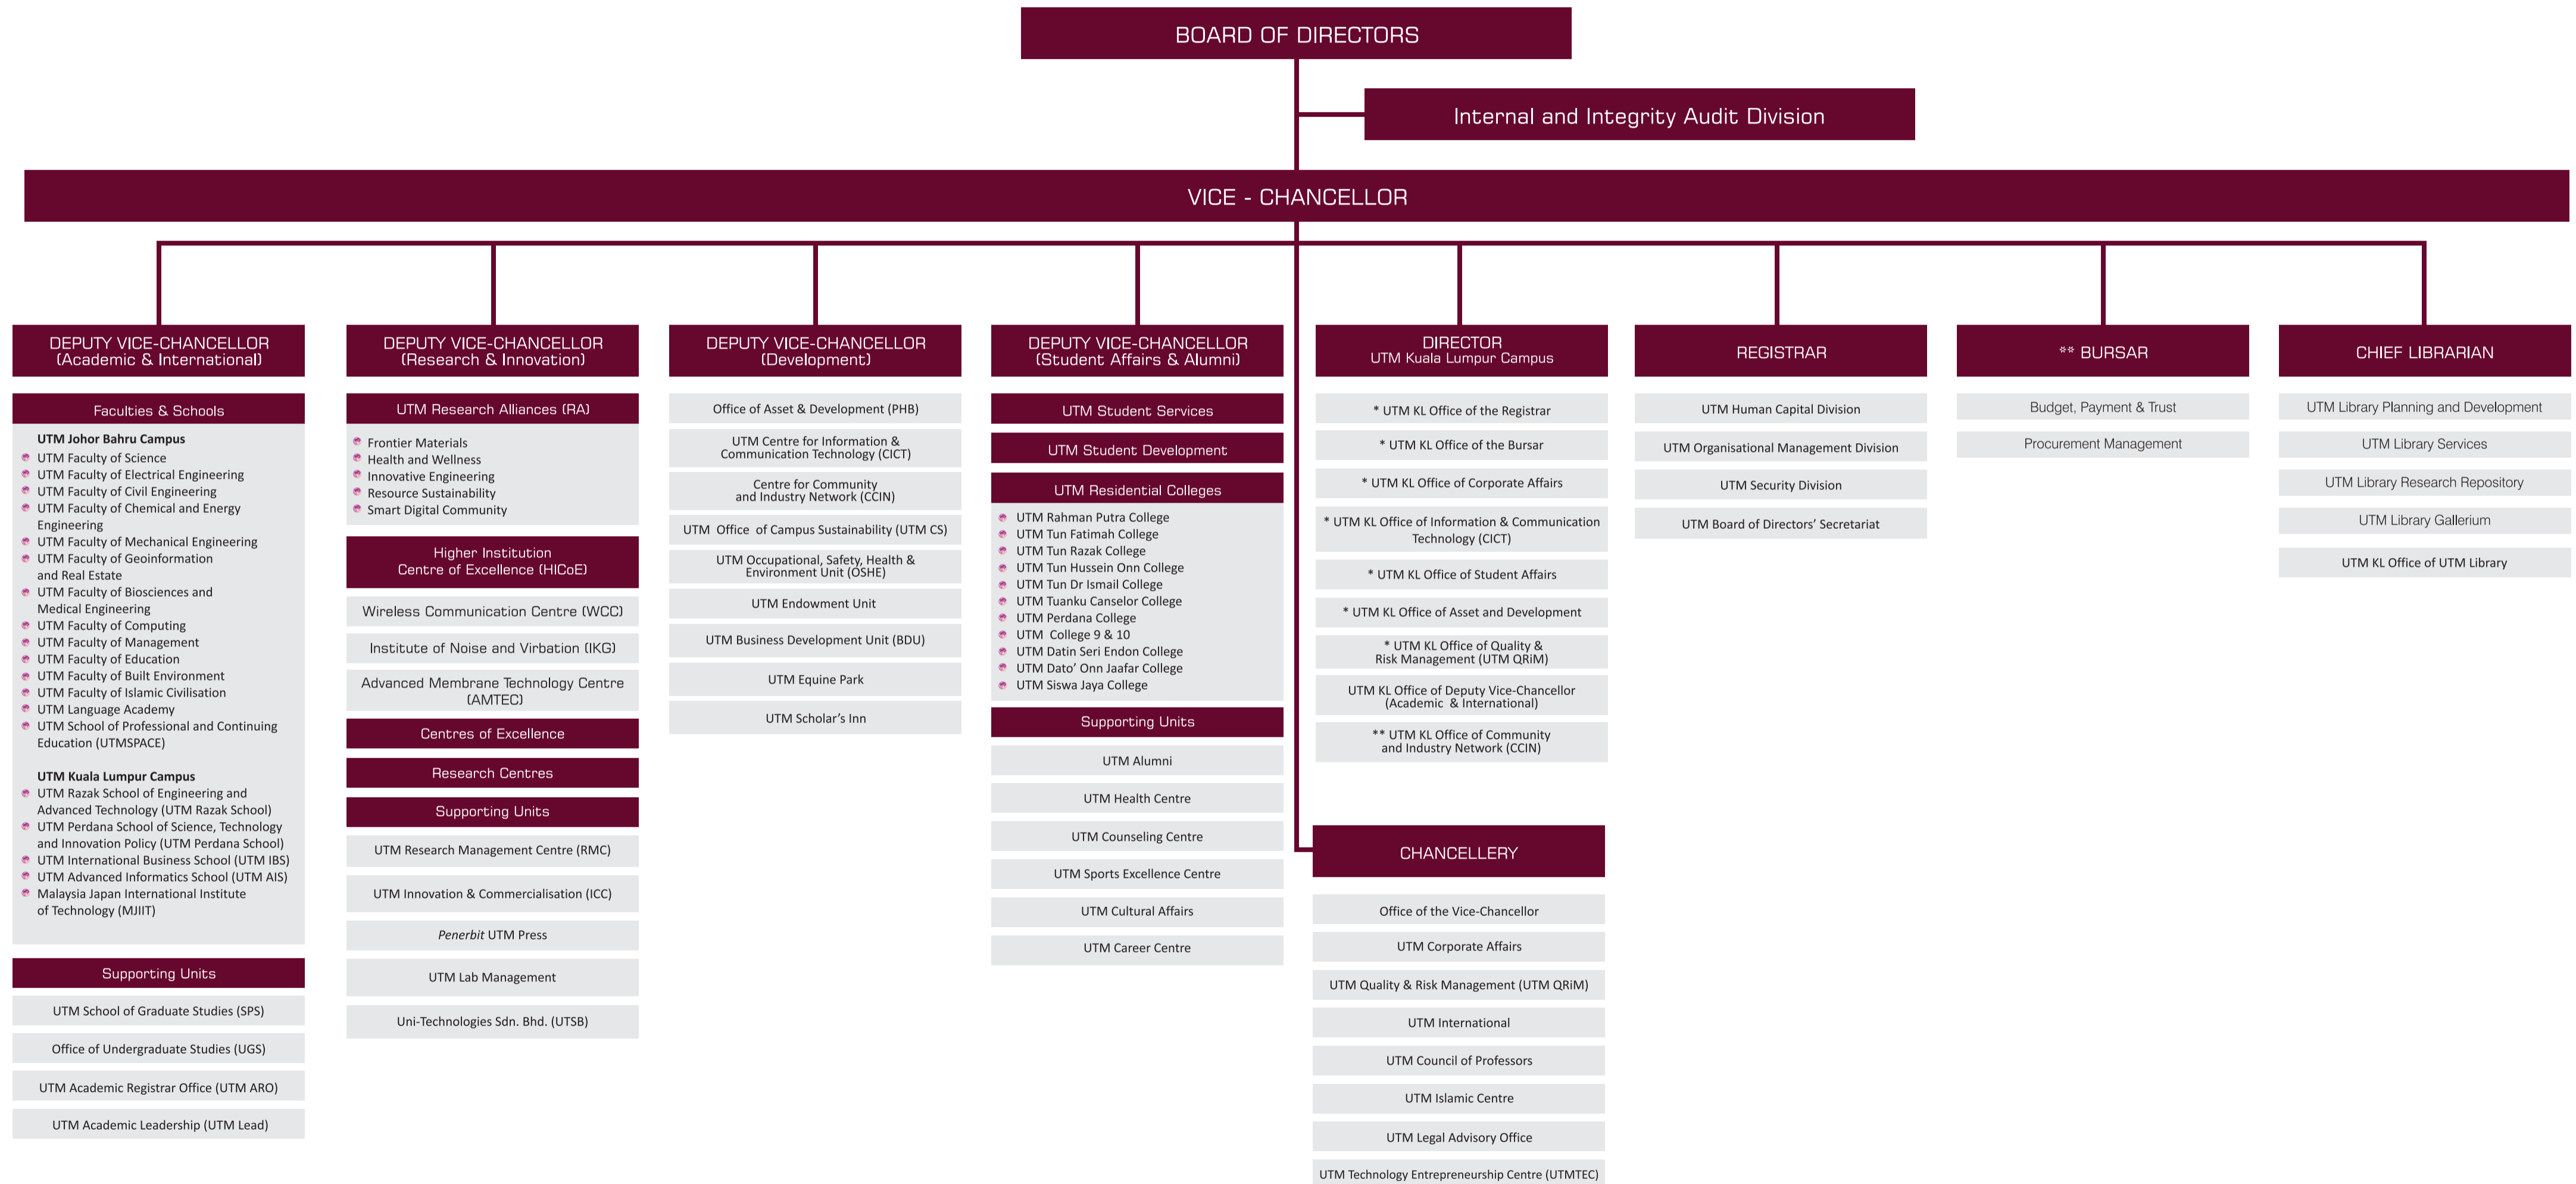 BOARD OF DIRECTORS
Internal and Integrity Audit Division
VICE - CHANCELLOR
DEPUTY VICE-CHANCELLOR
(Academic & International)
Faculties & Schools
UTM Johor Bahru Campus
UTM Faculty of Science
UTM Faculty of Electrical Engineering
UTM Faculty of Civil Engineering
UTM Faculty of Chemical and Energy
Engineering
UTM Faculty of Mechanical Engineering
UTM Faculty of Geoinformation
and Real Estate
UTM Faculty of Biosciences and
Medical Engineering
UTM Faculty of Computing
UTM Faculty of Management
UTM Faculty of Education
UTM Faculty of Built Environment
UTM Faculty of Islamic Civilisation
UTM Language Academy
UTM School of Professional and Continuing
Education (UTMSPACE)
UTM Kuala Lumpur Campus
UTM Razak School of Engineering and
Advanced Technology (UTM Razak School)
UTM Perdana School of Science, Technology
and Innovation Policy (UTM Perdana School)
UTM International Business School (UTM IBS)
UTM Advanced Informatics School (UTM AIS)
Malaysia Japan International Institute
of Technology (MJIIT)
Supporting Units
UTM School of Graduate Studies (SPS)
Office of Undergraduate Studies (UGS)
UTM Academic Registrar Office (UTM ARO)
UTM Academic Leadership (UTM Lead)
DEPUTY VICE-CHANCELLOR
(Research & Innovation)
UTM Research Alliances (RA)
Frontier Materials
Health and Wellness
Innovative Engineering
Resource Sustainability
Smart Digital Community
Higher Institution
Centre of Excellence (HICoE)
Wireless Communication Centre (WCC)
Institute of Noise and Virbation (IKG)
Advanced Membrane Technology Centre
(AMTEC)
Centres of Excellence
Research Centres
Supporting Units
UTM Research Management Centre (RMC)
UTM Innovation & Commercialisation (ICC)
Penerbit UTM Press
UTM Lab Management
Uni-Technologies Sdn. Bhd. (UTSB)
DEPUTY VICE-CHANCELLOR
(Development)
Office of Asset & Development (PHB)
UTM Centre for Information &
Communication Technology (CICT)
Centre for Community
and Industry Network (CCIN)
UTM Office of Campus Sustainability (UTM CS)
UTM Occupational, Safety, Health &
Environment Unit (OSHE)
UTM Endowment Unit
UTM Business Development Unit (BDU)
UTM Equine Park
UTM Scholar's Inn
DEPUTY VICE-CHANCELLOR
(Student Affairs & Alumni)
UTM Student Services
UTM Student Development
UTM Residential Colleges
UTM Rahman Putra College
UTM Tun Fatimah College
UTM Tun Razak College
UTM Tun Hussein Onn College
UTM Tun Dr Ismail College
UTM Tuanku Canselor College
UTM Perdana College
UTM College 9 & 10
UTM Datin Seri Endon College
UTM Dato' Onn Jaafar College
UTM Siswa Jaya College
Supporting Units
UTM Alumni
UTM Health Centre
UTM Counseling Centre
UTM Sports Excellence Centre
UTM Cultural Affairs
UTM Career Centre
DIRECTOR
UTM Kuala Lumpur Campus
* UTM KL Office of the Registrar
* UTM KL Office of the Bursar
* UTM KL Office of Corporate Affairs
* UTM KL Office of Information & Communication
Technology (CICT)
* UTM KL Office of Student Affairs
* UTM KL Office of Asset and Development
* UTM KL Office of Quality &
Risk Management (UTM QRiM)
UTM KL Office of Deputy Vice-Chancellor
(Academic & International)
** UTM KL Office of Community
and Industry Network (CCIN)
CHANCELLERY
Office of the Vice-Chancellor
UTM Corporate Affairs
UTM Quality & Risk Management (UTM QRiM)
UTM International
UTM Council of Professors
UTM Islamic Centre
UTM Legal Advisory Office
UTM Technology Entrepreneurship Centre (UTMTEC)
REGISTRAR
UTM Human Capital Division
UTM Organisational Management Division
UTM Security Division
UTM Board of Directors' Secretariat
** BURSAR
Budget, Payment & Trust
Procurement Management
CHIEF LIBRARIAN
UTM Library Planning and Development
UTM Library Services
UTM Library Research Repository
UTM Library Gallerium
UTM KL Office of UTM Library